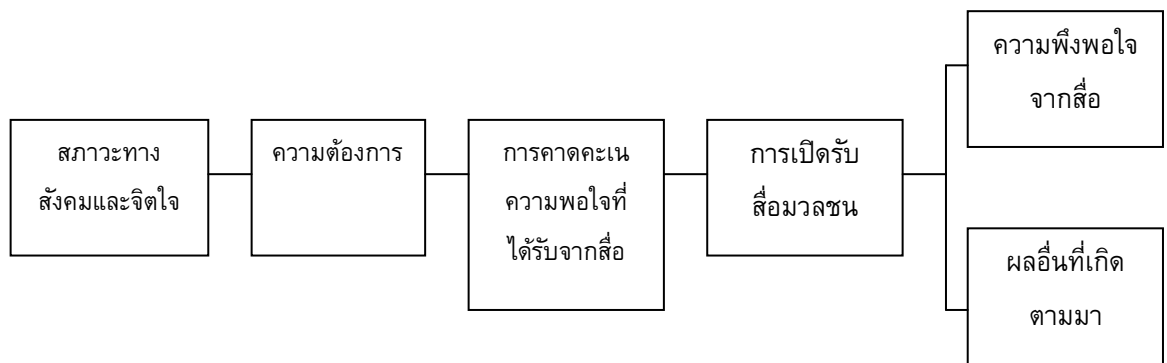 สภาวะทาง
สังคมและจิตใจ
ความต้องการ
การคาดคะเน
ความพอใจที่
ได้รับจากสื่อ
การเปิดรับ
สื่อมวลชน
ความพึงพอใจ
จากสื่อ
ผลอื่นที่เกิด
ตามมา